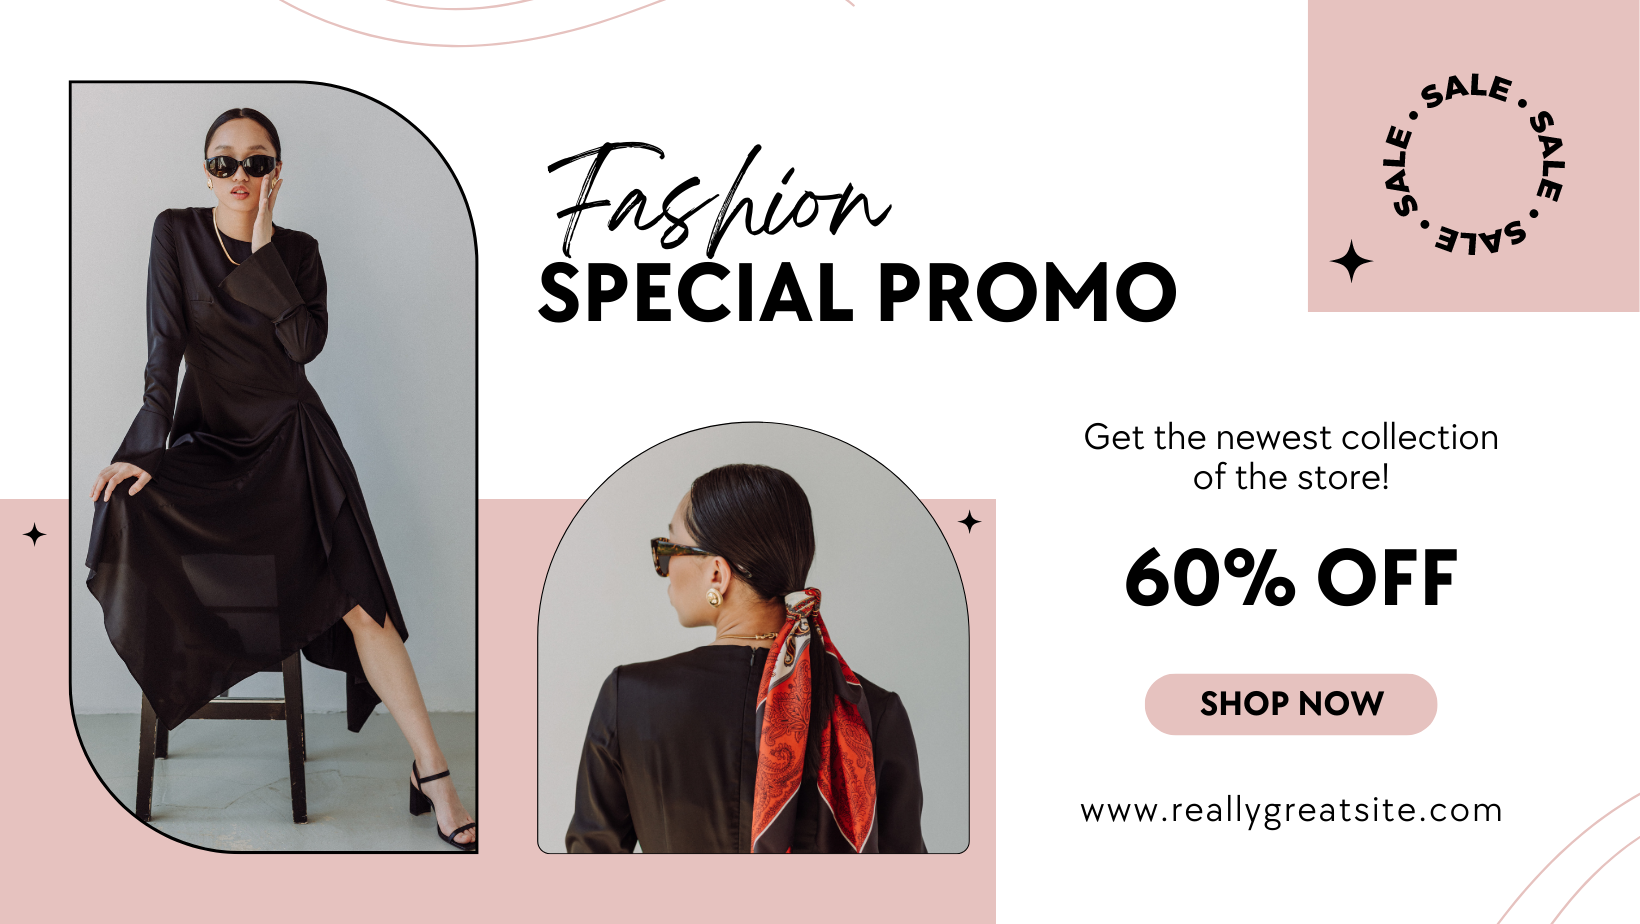 SALE • SALE • SALE • SALE •
Fashion
SPECIAL PROMO
Get the newest collection
of the store!
60% OFF
SHOP NOW
www.reallygreatsite.com